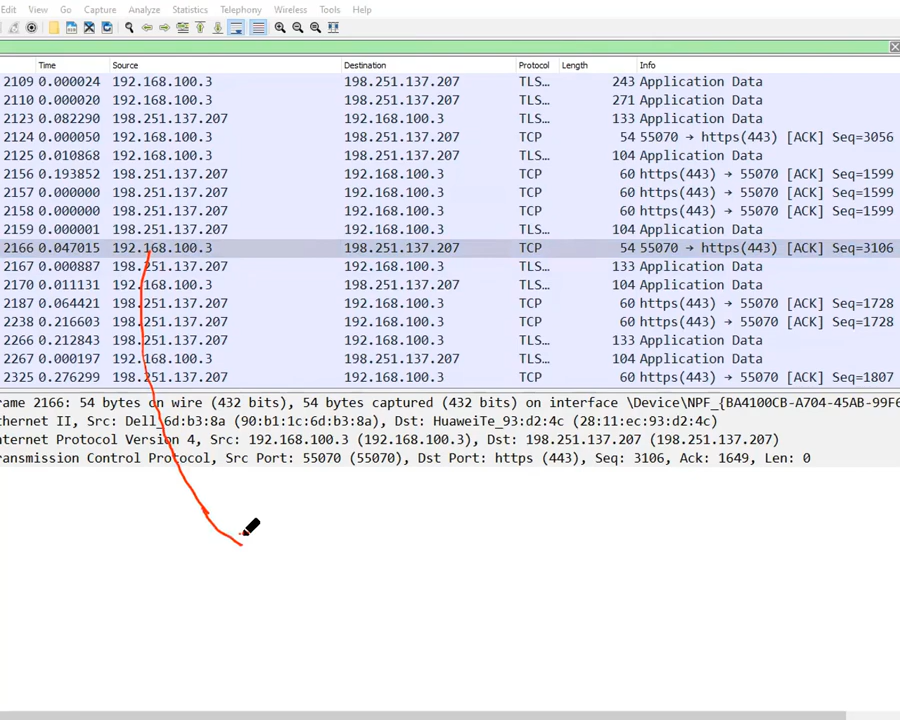 Edit View Go Capture Analyze Statistics Telephony Wireless Tools Help
Time Source Destination Protocol Length Info
2109 0.000024 192.168.100.3 198.251.137.207 TLS… 243 Application Data
2110 0.000020 192.168.100.3 198.251.137.207 TLS… 271 Application Data
2123 0.082290 198.251.137.207 192.168.100.3 TLS… 133 Application Data
2124 0.000050 192.168.100.3 198.251.137.207 TCP 54 55070 → https(443) [ACK] Seq=3056
2125 0.010868 192.168.100.3 198.251.137.207 TLS… 104 Application Data
2156 0.193852 198.251.137.207 192.168.100.3 TCP 60 https(443) → 55070 [ACK] Seq=1599
2157 0.000000 198.251.137.207 192.168.100.3 TCP 60 https(443) → 55070 [ACK] Seq=1599
2158 0.000000 198.251.137.207 192.168.100.3 TCP 60 https(443) → 55070 [ACK] Seq=1599
2159 0.000001 198.251.137.207 192.168.100.3 TLS… 104 Application Data
2166 0.047015 192.168.100.3 198.251.137.207 TCP 54 55070 → https(443) [ACK] Seq=3106
2167 0.000887 198.251.137.207 192.168.100.3 TLS… 133 Application Data
2170 0.011131 192.168.100.3 198.251.137.207 TLS… 104 Application Data
2187 0.064421 198.251.137.207 192.168.100.3 TCP 60 https(443) → 55070 [ACK] Seq=1728
2238 0.216603 198.251.137.207 192.168.100.3 TCP 60 https(443) → 55070 [ACK] Seq=1728
2266 0.212843 198.251.137.207 192.168.100.3 TLS… 133 Application Data
2267 0.000197 192.168.100.3 198.251.137.207 TLS… 104 Application Data
2325 0.276299 198.251.137.207 192.168.100.3 TCP 60 https(443) → 55070 [ACK] Seq=1807
rame 2166: 54 bytes on wire (432 bits), 54 bytes captured (432 bits) on interface \Device\NPF_{BA4100CB-A704-45AB-99F6
thernet II, Src: Dell_6d:b3:8a (90:b1:1c:6d:b3:8a), Dst: HuaweiTe_93:d2:4c (28:11:ec:93:d2:4c)
nternet Protocol Version 4, Src: 192.168.100.3 (192.168.100.3), Dst: 198.251.137.207 (198.251.137.207)
ransmission Control Protocol, Src Port: 55070 (55070), Dst Port: https (443), Seq: 3106, Ack: 1649, Len: 0